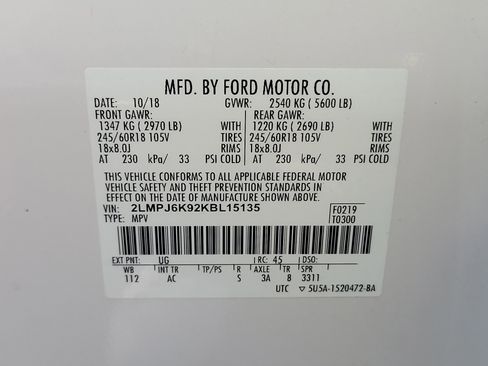 MFD. BY FORD MOTOR CO.
DATE: 10/18 GVWR: 2540 KG ( 5600 LB)
FRONT GAWR: REAR GAWR:
1347 KG ( 2970 LB) WITH 1220 KG ( 2690 LB) WITH
245/60R18 105V TIRES 245/60R18 105V TIRES
18x8.0J RIMS 18x8.0J RIMS
AT 230 kPa/ 33 PSI COLD AT 230 kPa/ 33 PSI COLD
THIS VEHICLE CONFORMS TO ALL APPLICABLE FEDERAL MOTOR
VEHICLE SAFETY AND THEFT PREVENTION STANDARDS IN
EFFECT ON THE DATE OF MANUFACTURE SHOWN ABOVE.
VIN: 2LMPJ6K92KBL15135 F0219
TYPE: MPV T0300
EXT PNT: UG RC: 45 DSO:
WB INT TR TP/PS R AXLE TR SPR
112 AC S 3A 8 3311
UTC ▽ 5U5A-1520472-BA